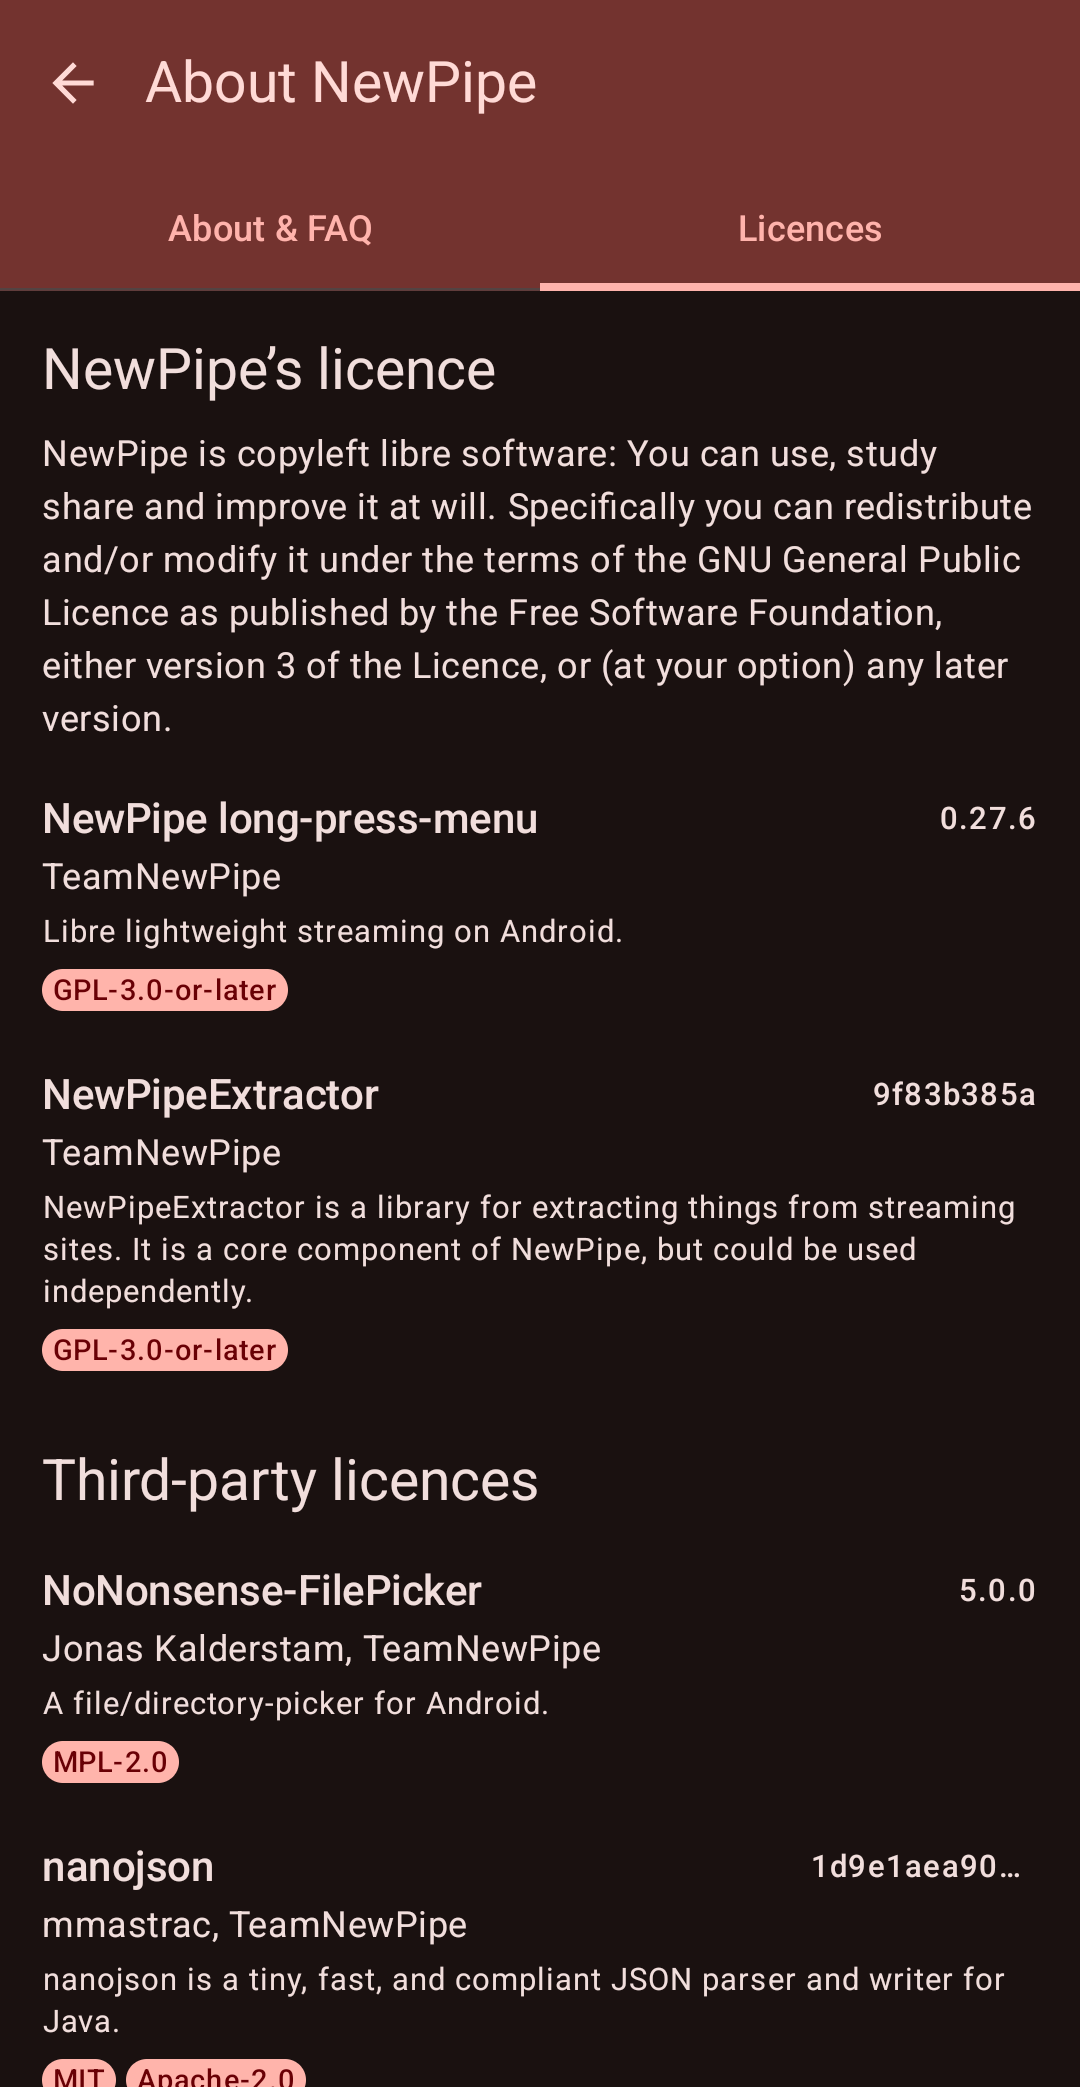 About NewPipe
About & FAQ
Licences
NewPipe’s licence
NewPipe is copyleft libre software: You can use, study
share and improve it at will. Specifically you can redistribute
and/or modify it under the terms of the GNU General Public
Licence as published by the Free Software Foundation,
either version 3 of the Licence, or (at your option) any later
version.
NewPipe long-press-menu
0.27.6
TeamNewPipe
Libre lightweight streaming on Android.
GPL-3.0-or-later
NewPipeExtractor
9f83b385a
TeamNewPipe
NewPipeExtractor is a library for extracting things from streaming
sites. It is a core component of NewPipe, but could be used
independently.
GPL-3.0-or-later
Third-party licences
NoNonsense-FilePicker
5.0.0
Jonas Kalderstam, TeamNewPipe
A file/directory-picker for Android.
MPL-2.0
nanojson
1d9e1aea90…
mmastrac, TeamNewPipe
nanojson is a tiny, fast, and compliant JSON parser and writer for
Java.
MIT
Apache-2.0